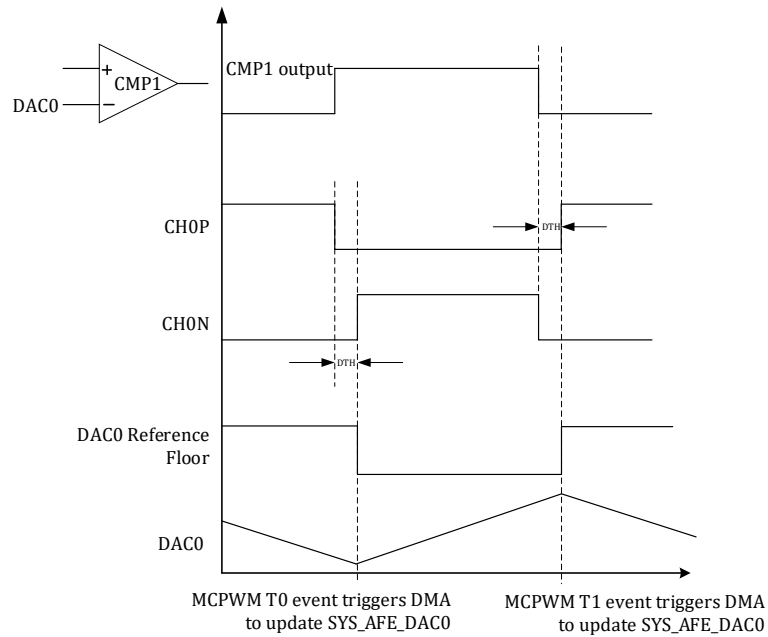 CMP1 output
+
CMP1
DAC0
−
CH0P
DTH
CH0N
DTH
DAC0 Reference
Floor
DAC0
MCPWM T0 event triggers DMA
to update SYS_AFE_DAC0
MCPWM T1 event triggers DMA
to update SYS_AFE_DAC0